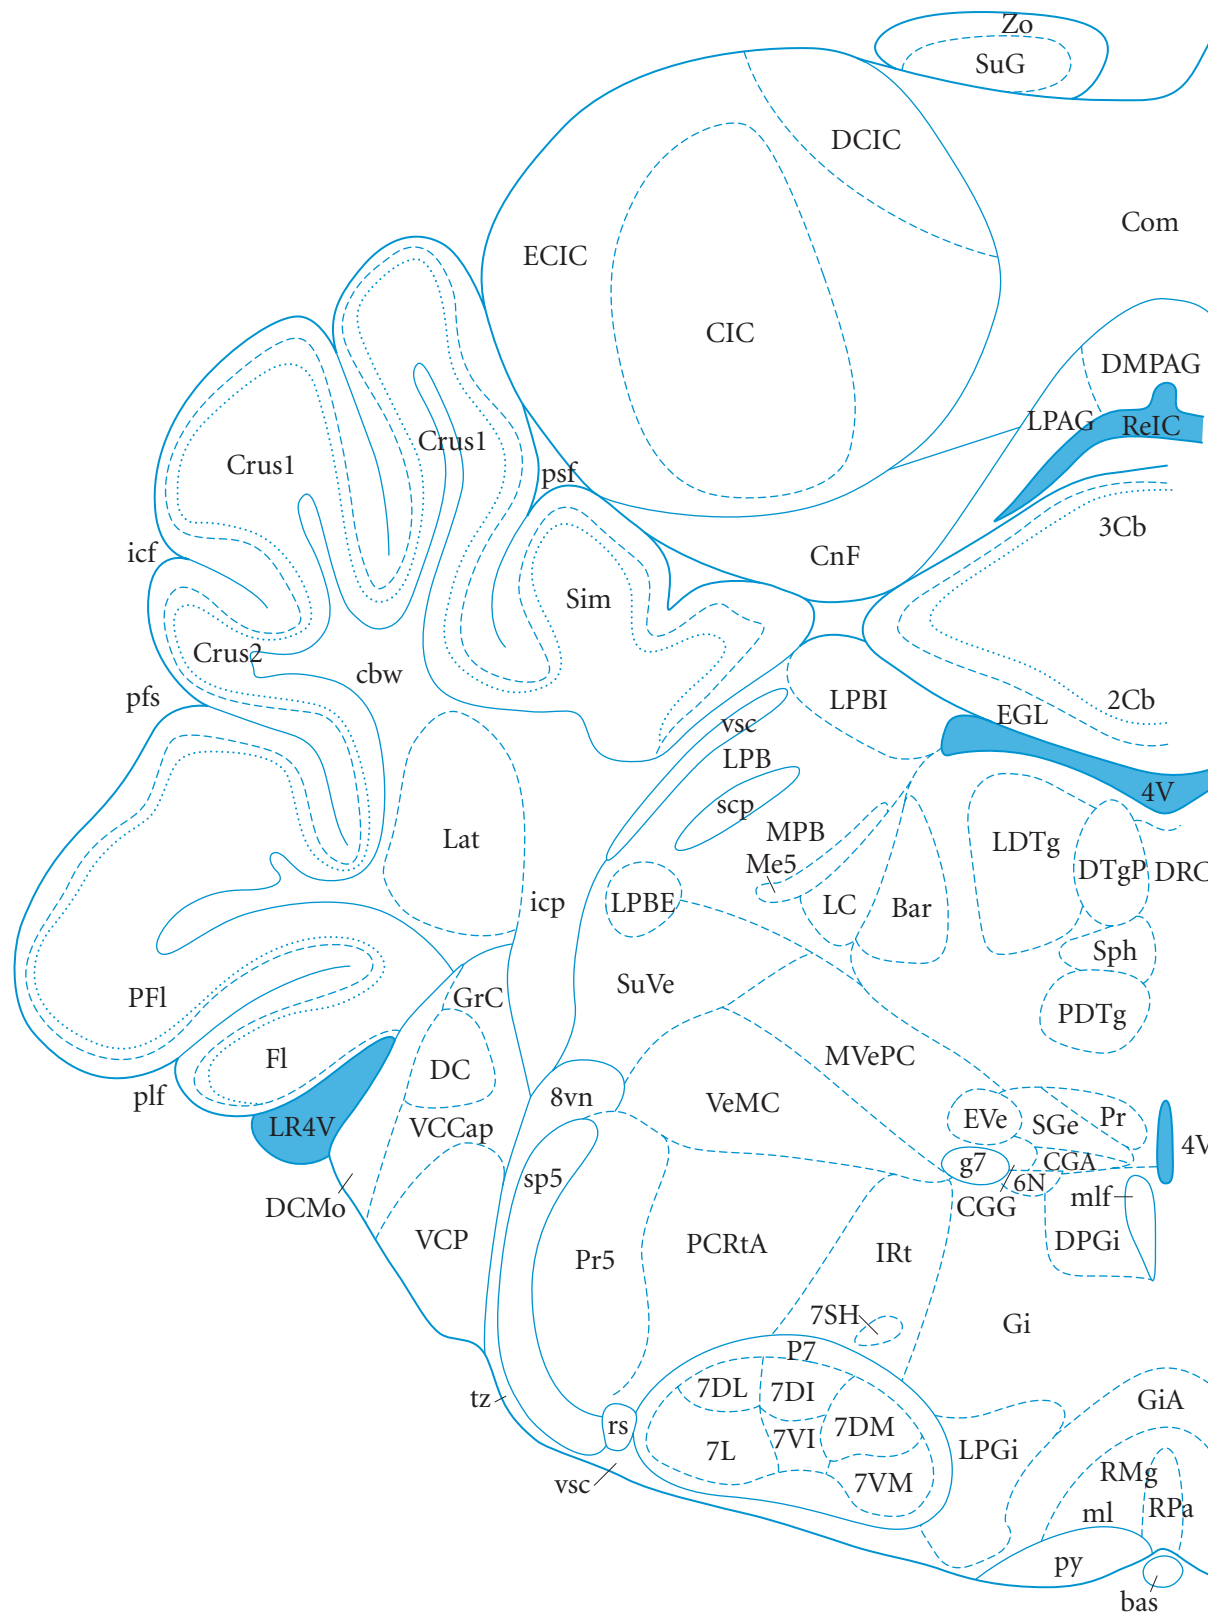 Zo
SuG
DCIC
Com
ECIC
CIC
DMPAG
LPAG
ReIC
Crus1
Crus1
psf
3Cb
icf
CnF
Sim
Crus2
cbw
pfs
LPBI
2Cb
EGL
vsc
LPB
4V
scp
MPB
Lat
LDTg
Me5
DTgP
DRC
icp
LPBE
LC
Bar
Sph
SuVe
PFl
GrC
PDTg
MVePC
Fl
DC
plf
8vn
VeMC
EVe
SGe
Pr
LR4V
VCCap
4V
g7
CGA
sp5
6N
DCMo
CGG
mlf
VCP
PCRtA
IRt
DPGi
Pr5
7SH
Gi
P7
7DL
7DI
tz
GiA
rs
7DM
7VI
7L
LPGi
vsc
7VM
RMg
RPa
ml
py
bas